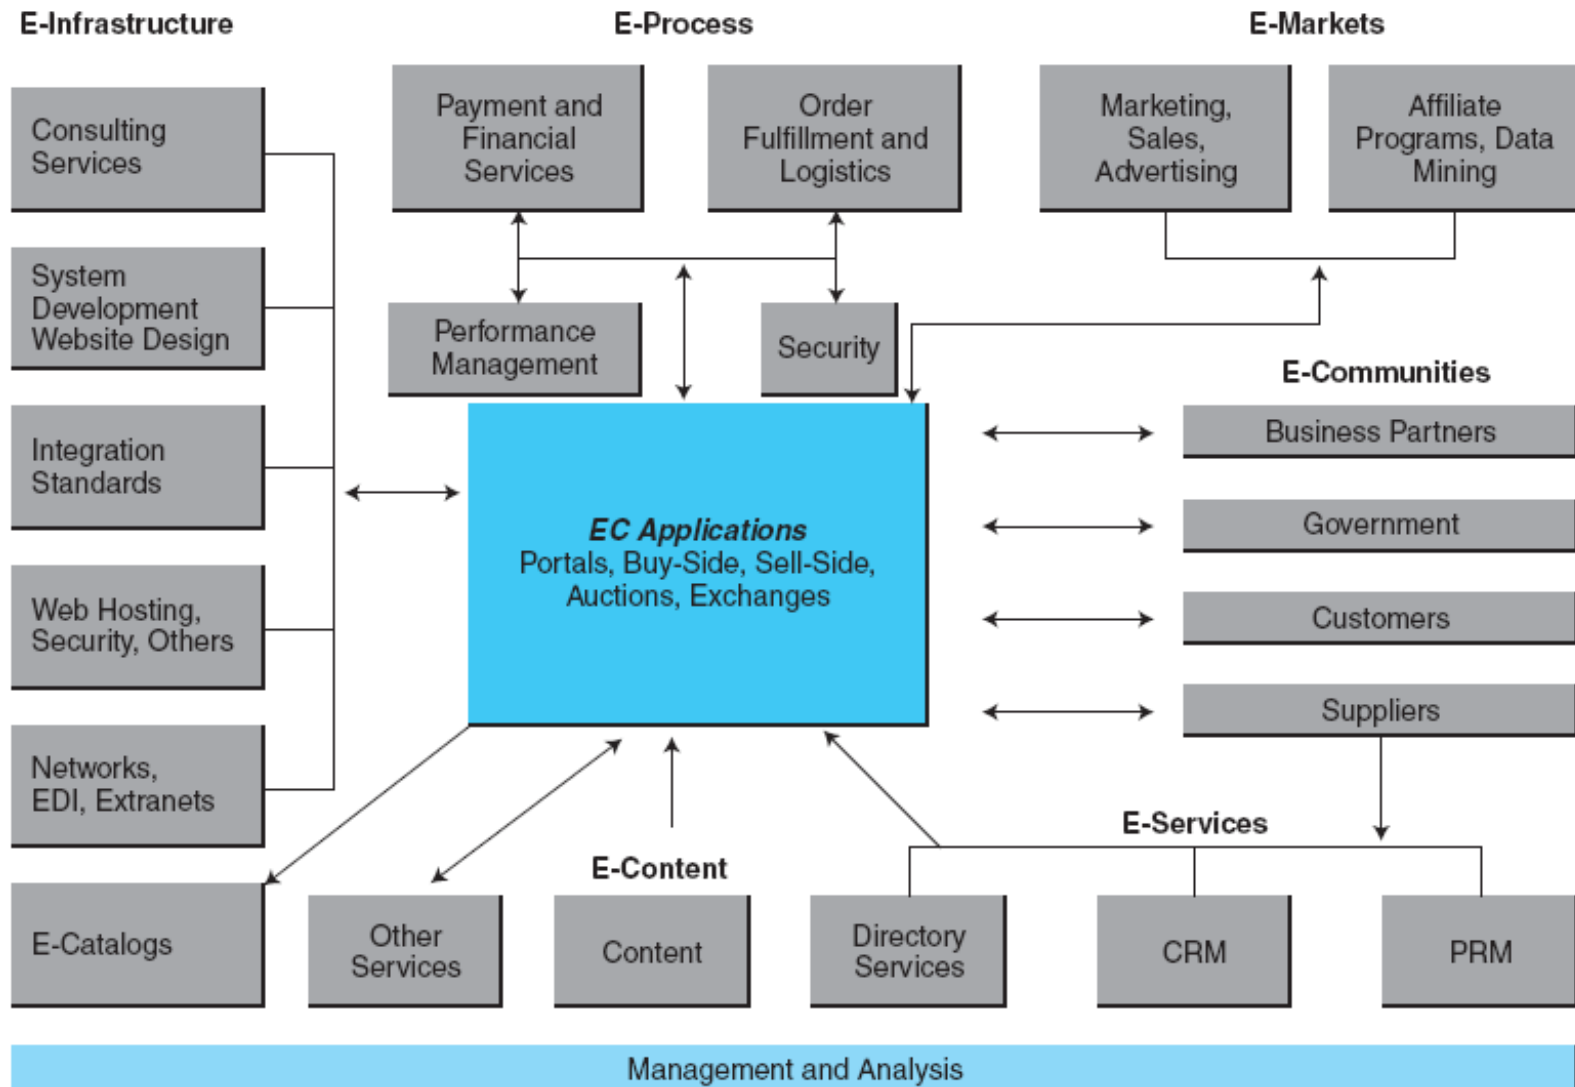 E-Infrastructure
E-Process
E-Markets
Consulting
Services
Payment and
Financial
Services
Order
Fulfillment and
Logistics
Marketing,
Sales,
Advertising
Affiliate
Programs, Data
Mining
System
Development
Website Design
Performance
Management
Security
E-Communities
Business Partners
Integration
Standards
EC Applications
Portals, Buy-Side, Sell-Side,
Auctions, Exchanges
Government
Web Hosting,
Security, Others
Customers
Suppliers
Networks,
EDI, Extranets
E-Services
E-Content
E-Catalogs
Other
Services
Content
Directory
Services
CRM
PRM
Management and Analysis